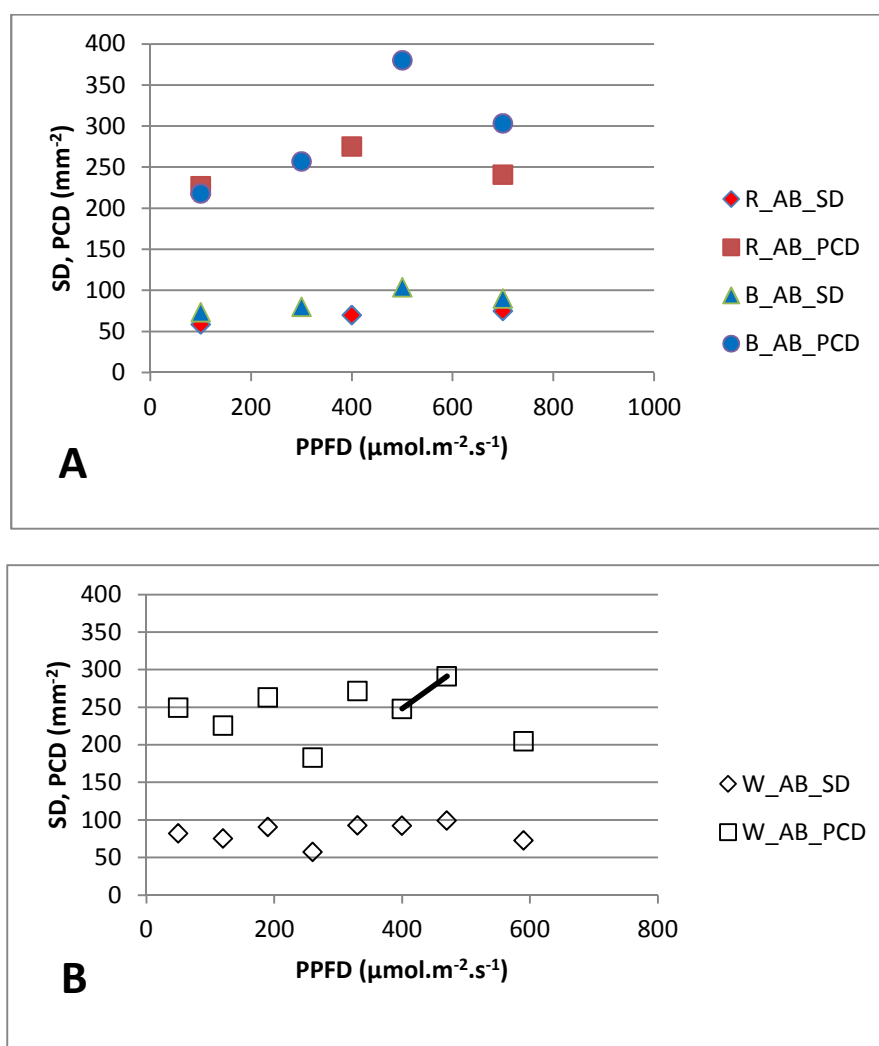 400
350
300
250
200
150
100
50
0
SD, PCD (mm⁻²)
0 200 400 600 800 1000
PPFD (µmol.m⁻².s⁻¹)
R_AB_SD
R_AB_PCD
B_AB_SD
B_AB_PCD
A
400
350
300
250
200
150
100
50
0
SD, PCD (mm⁻²)
0 200 400 600 800
PPFD (µmol.m⁻².s⁻¹)
W_AB_SD
W_AB_PCD
B